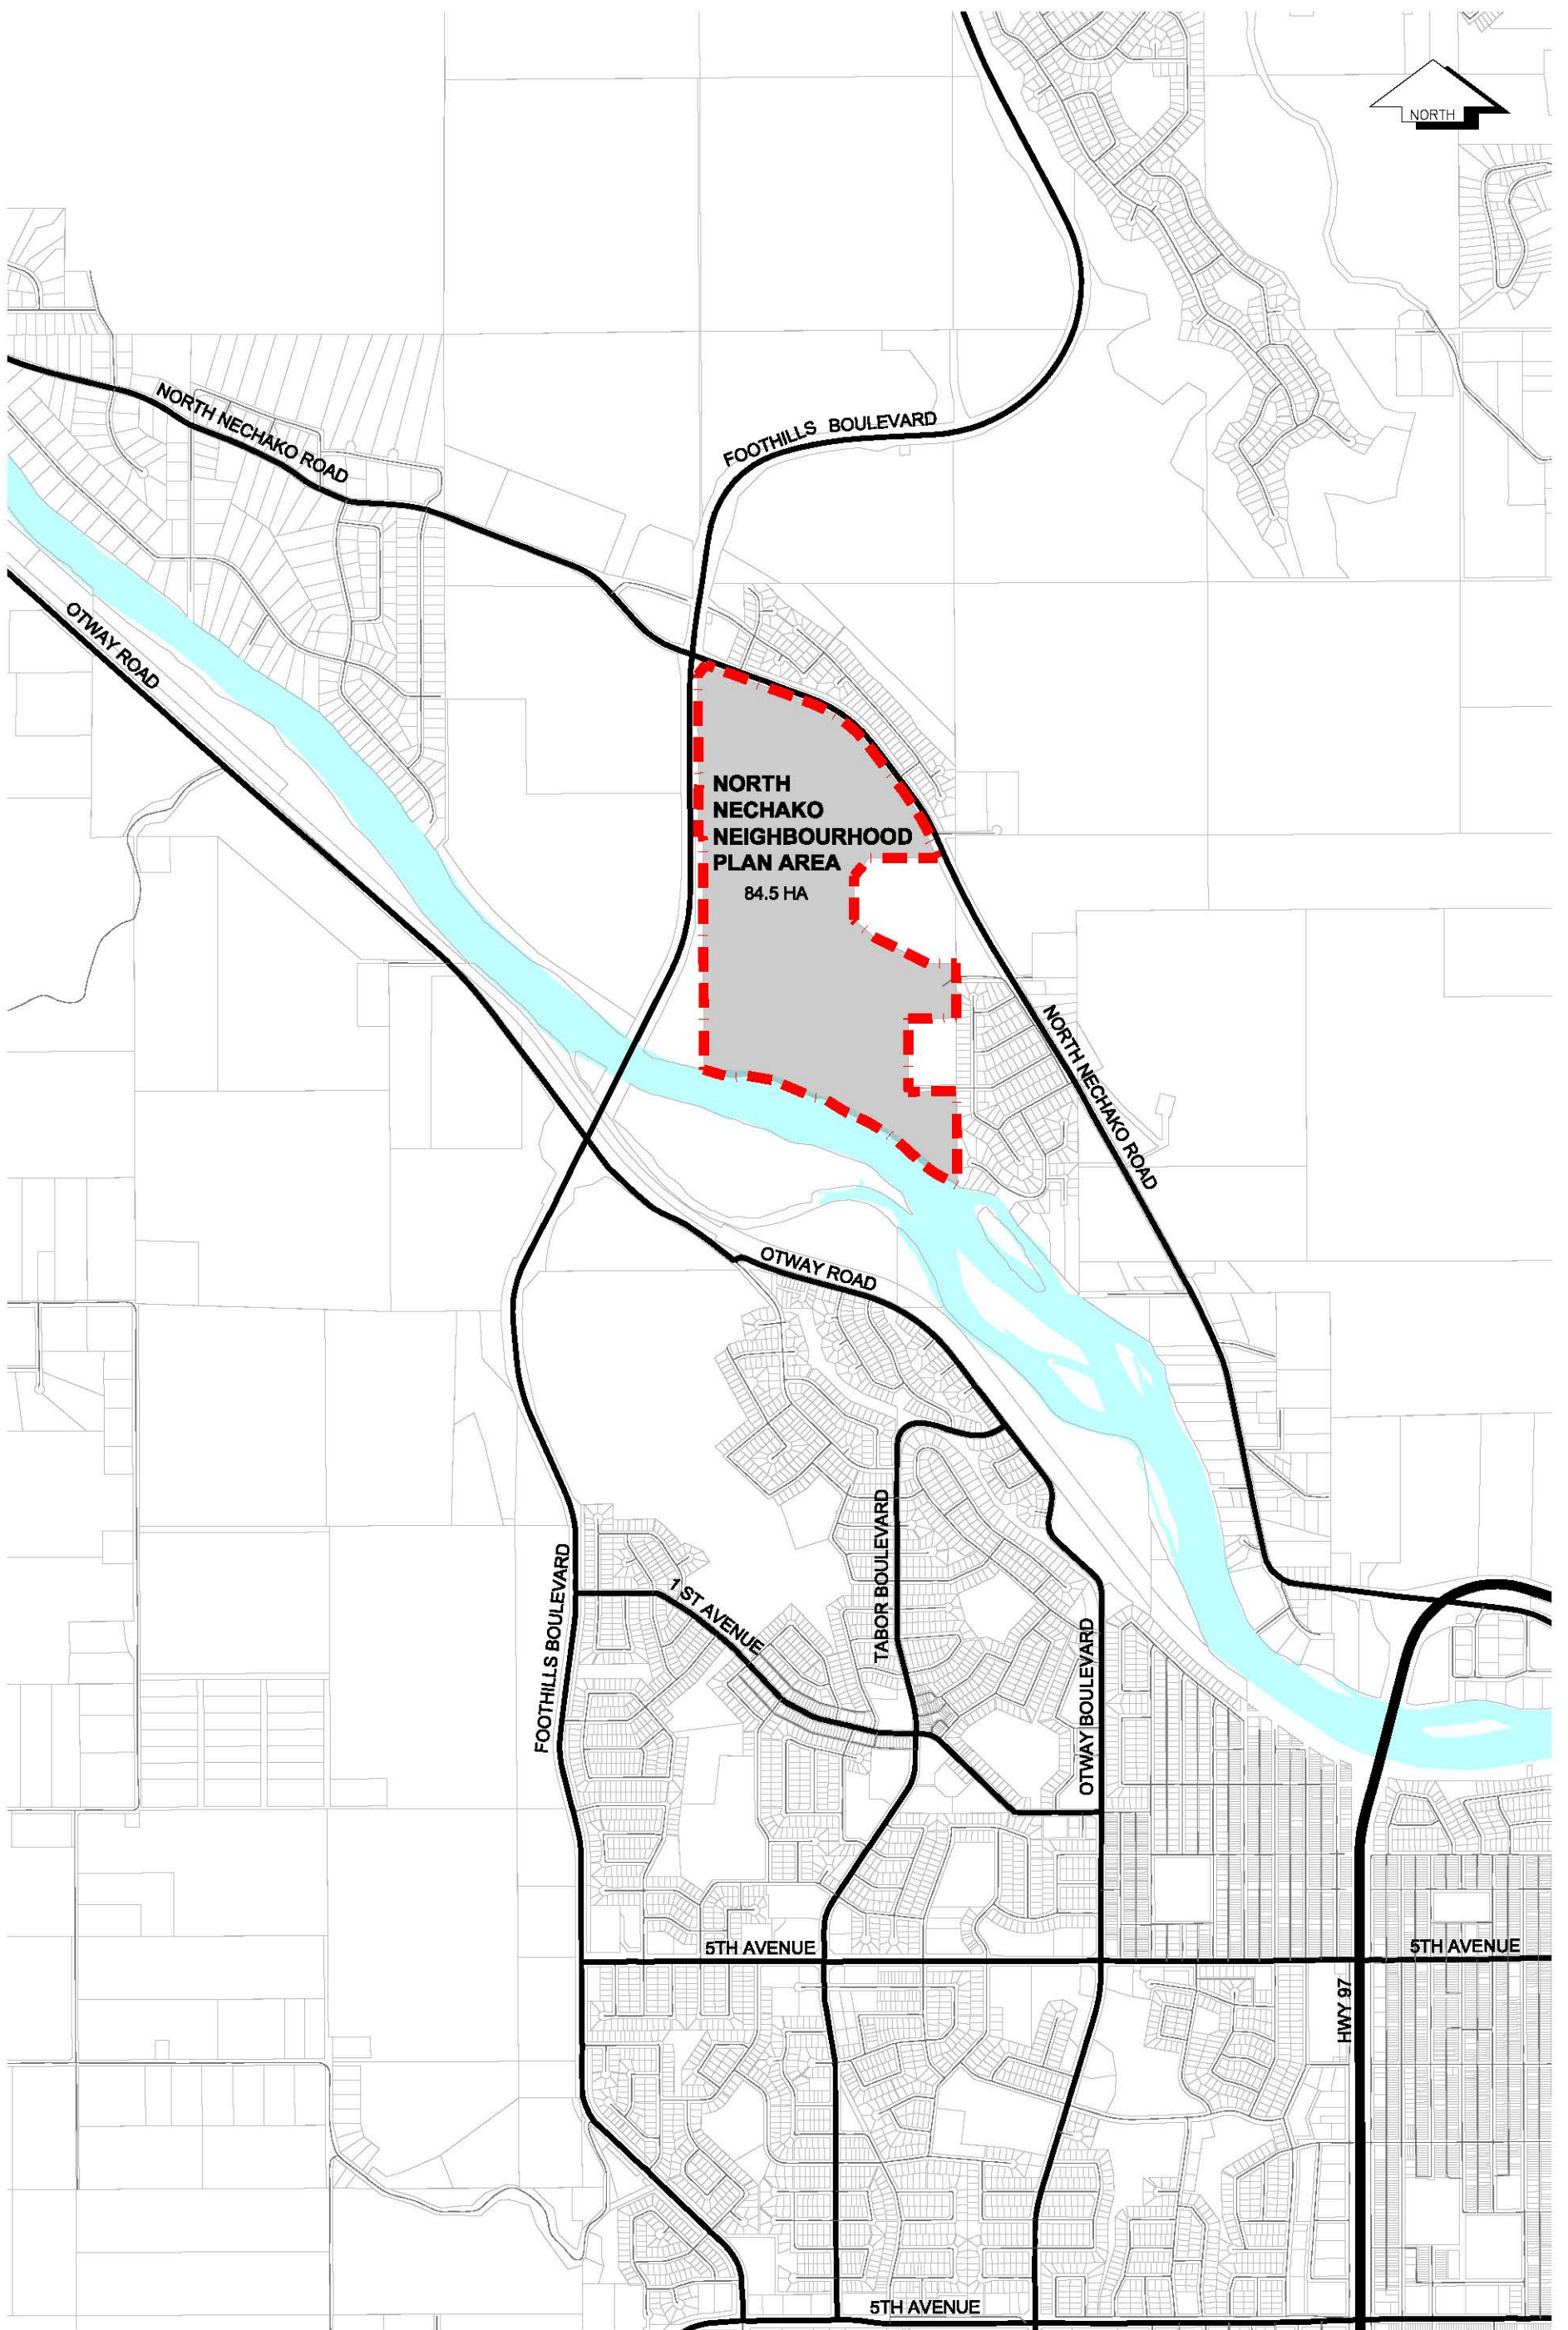 NORTH
NORTH NECHAKO ROAD
FOOTHILLS BOULEVARD
OTWAY ROAD
NORTH
NECHAKO
NEIGHBOURHOOD
PLAN AREA
84.5 HA
NORTH NECHAKO ROAD
OTWAY ROAD
TABOR BOULEVARD
FOOTHILLS BOULEVARD
1 ST AVENUE
OTWAY BOULEVARD
5TH AVENUE
5TH AVENUE
HWY 97
5TH AVENUE